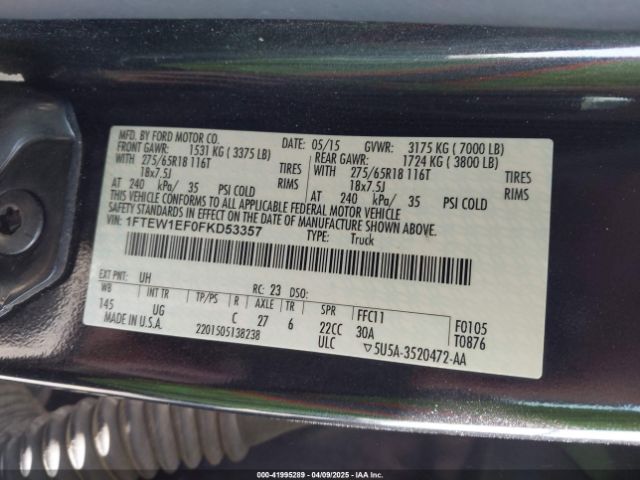 MFD. BY FORD MOTOR CO.
DATE: 05/15 GVWR: 3175 KG ( 7000 LB)
FRONT GAWR: 1531 KG ( 3375 LB) REAR GAWR: 1724 KG ( 3800 LB)
WITH 275/65R18 116T TIRES WITH 275/65R18 116T TIRES
18x7.5J RIMS 18x7.5J RIMS
AT 240 kPa/ 35 PSI COLD AT 240 kPa/ 35 PSI COLD
THIS VEHICLE CONFORMS TO ALL APPLICABLE FEDERAL MOTOR VEHICLE
SAFETY STANDARDS IN EFFECT ON THE DATE OF MANUFACTURE SHOWN ABOVE.
VIN: 1FTEW1EF0FKD53357
TYPE: Truck
EXT PNT: UH RC: 23 DSO:
WB INT TR TP/PS R AXLE TR SPR FFC11 F0105
145 UG C 27 6 22CC 30A T0876
MADE IN U.S.A. 2201505138238 ULC ▽5U5A-3520472-AA
000-41995289 - 04/09/2025 - IAAI.com